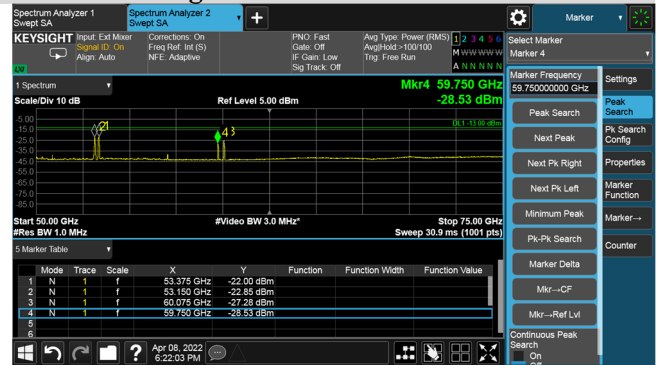 Spectrum Analyzer 1
Swept SA
Spectrum Analyzer 2
Swept SA
Marker
KEYSIGHT
Input: Ext Mixer
Signal ID: On
Align: Auto
Corrections: On
Freq Ref: Int (S)
NFE: Adaptive
PNO: Fast
Gate: Off
IF Gain: Low
Sig Track: Off
Avg Type: Power (RMS)
Avg|Hold:>100/100
Trig: Free Run
1 2 3 4 5 6
M W W W W W
A N N N N N
Select Marker
Marker 4
1 Spectrum
Scale/Div 10 dB
Ref Level 5.00 dBm
Mkr4 59.750 GHz
-28.53 dBm
DL1 -13.00 dBm
-5.00
-15.0
-25.0
-35.0
-45.0
-55.0
-65.0
-75.0
-85.0
2 1
4 3
Start 50.00 GHz
#Res BW 1.0 MHz
#Video BW 3.0 MHz*
Stop 75.00 GHz
Sweep 30.9 ms (1001 pts)
5 Marker Table
Mode Trace Scale X Y Function Function Width Function Value
1 N 1 f 53.375 GHz -22.00 dBm
2 N 1 f 53.150 GHz -22.85 dBm
3 N 1 f 60.075 GHz -27.28 dBm
4 N 1 f 59.750 GHz -28.53 dBm
5
6
Apr 08, 2022
6:22:03 PM
?
Marker Frequency
59.750000000 GHz
Peak Search
Next Peak
Next Pk Right
Next Pk Left
Minimum Peak
Pk-Pk Search
Marker Delta
Mkr→CF
Mkr→Ref Lvl
Continuous Peak
Search
On
Off
Settings
Peak
Search
Pk Search
Config
Properties
Marker
Function
Marker→
Counter